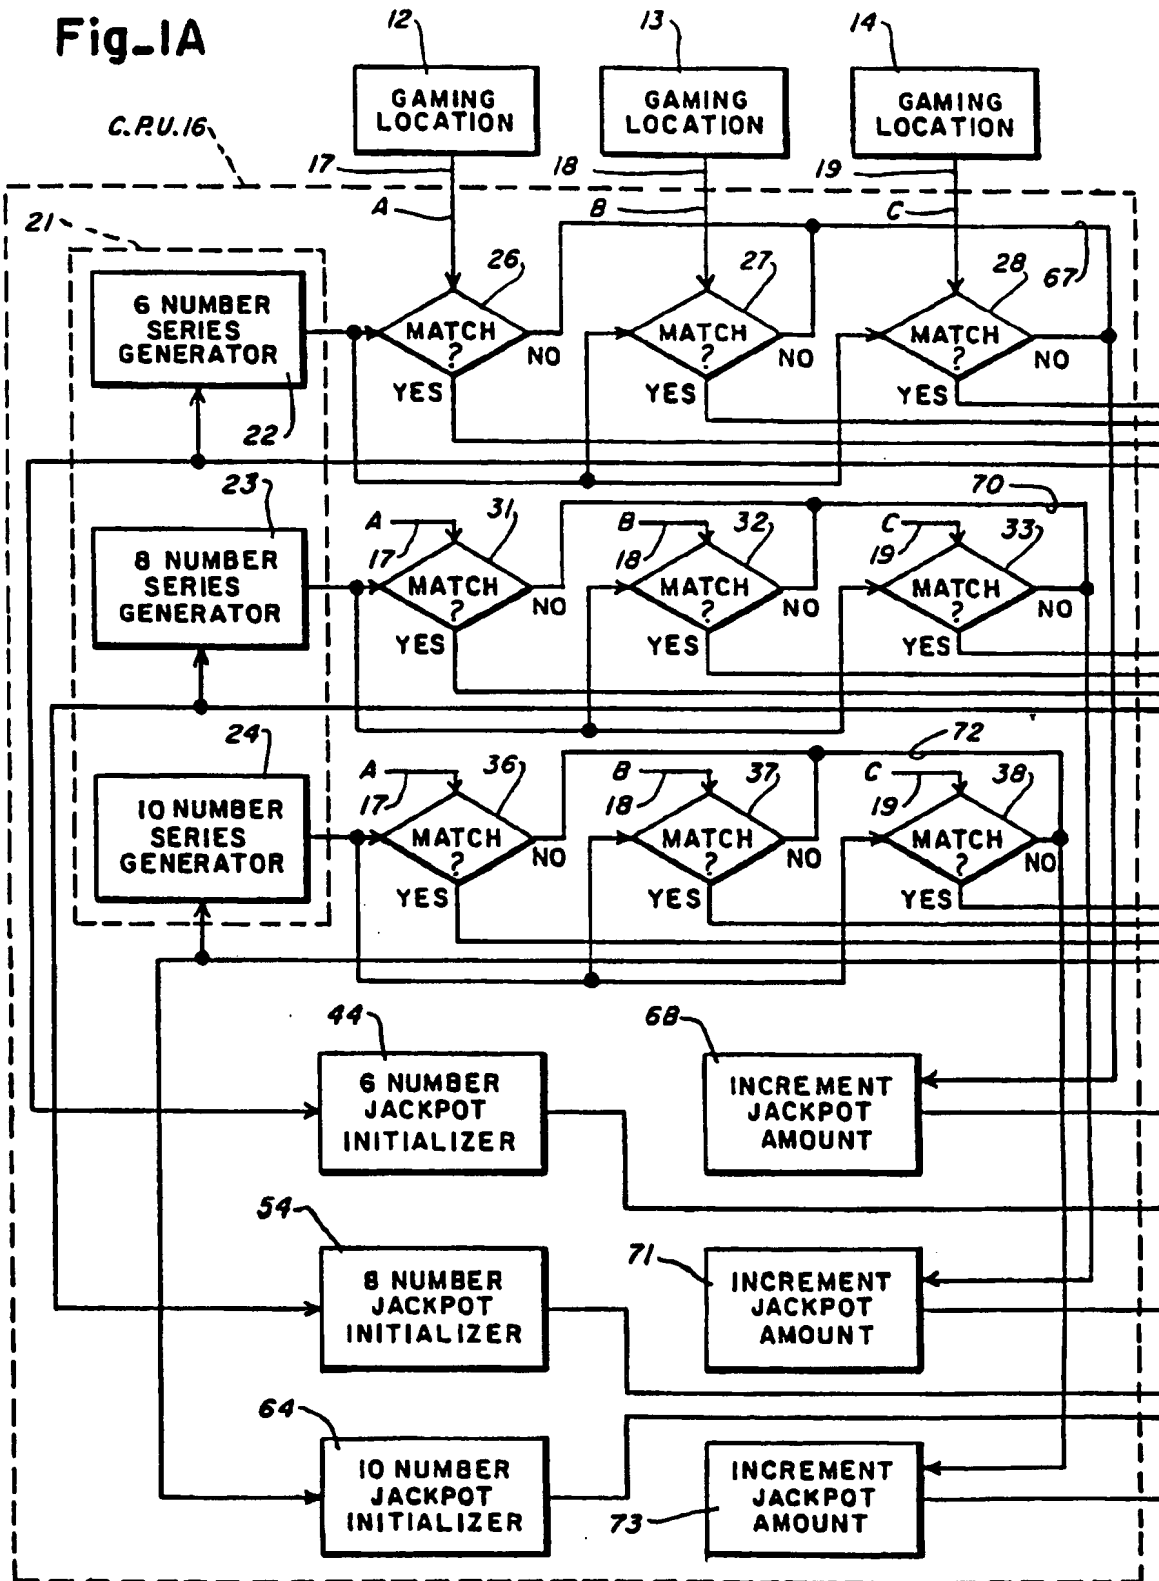 Fig_1A
12
13
14
GAMING
LOCATION
GAMING
LOCATION
GAMING
LOCATION
C.P.U.16
17
18
19
A
B
C
21
26
27
28
67
6 NUMBER
SERIES
GENERATOR
MATCH
?
NO
YES
MATCH
?
NO
YES
MATCH
?
NO
YES
22
23
70
A
31
B
32
C
33
17
18
19
8 NUMBER
SERIES
GENERATOR
MATCH
?
NO
YES
MATCH
?
NO
YES
MATCH
?
NO
YES
24
72
A
36
B
37
C
38
17
18
19
10 NUMBER
SERIES
GENERATOR
MATCH
?
NO
YES
MATCH
?
NO
YES
MATCH
?
NO
YES
44
68
6 NUMBER
JACKPOT
INITIALIZER
INCREMENT
JACKPOT
AMOUNT
54
71
8 NUMBER
JACKPOT
INITIALIZER
INCREMENT
JACKPOT
AMOUNT
64
10 NUMBER
JACKPOT
INITIALIZER
INCREMENT
JACKPOT
AMOUNT
73